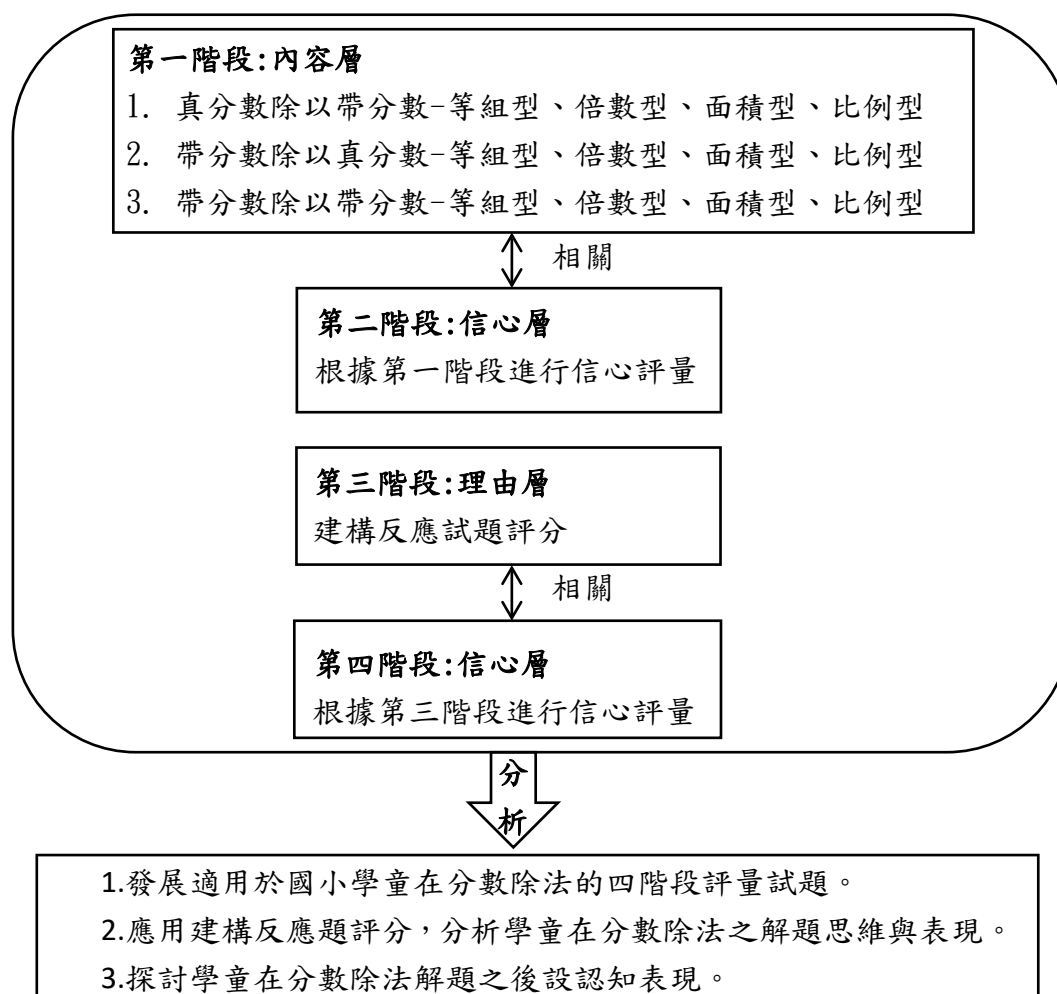 第一階段:內容層
1. 真分數除以帶分數-等組型、倍數型、面積型、比例型
2. 帶分數除以真分數-等組型、倍數型、面積型、比例型
3. 帶分數除以帶分數-等組型、倍數型、面積型、比例型
相關
第二階段:信心層
根據第一階段進行信心評量
第三階段:理由層
建構反應試題評分
相關
第四階段:信心層
根據第三階段進行信心評量
分
析
1.發展適用於國小學童在分數除法的四階段評量試題。
2.應用建構反應題評分，分析學童在分數除法之解題思維與表現。
3.探討學童在分數除法解題之後設認知表現。